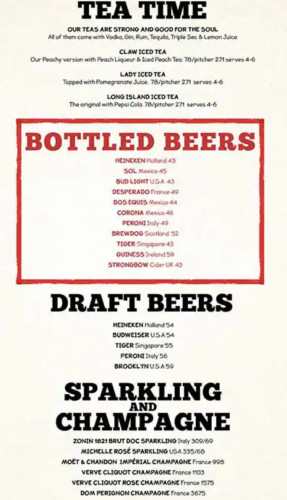 TEA TIME
OUR TEAS ARE STRONG AND GOOD FOR THE SOUL
All of them come with Vodka, Gin, Rum, Tequila, Triple Sec & Lemon Juice
CLAW ICED TEA
Our Peachy version with Peach Liqueur & Iced Peach Tea 78/pitcher 271 serves 4-6
LADY ICED TEA
Topped with Pomegranate Juice. 78/pitcher 271 serves 4-6
LONG ISLAND ICED TEA
The original with Pepsi Cola 78/pitcher 271 serves 4-6
BOTTLED BEERS
HEINEKEN Holland 43
SOL Mexico 45
BUD LIGHT U.S.A 43
DESPERADO France 49
DOS EQUIS Mexico 44
CORONA Mexico 48
PERONI Italy 49
BREWDOG Scotland 52
TIGER Singapore 43
GUINESS Ireland 59
STRONGBOW Cider-UK 43
DRAFT BEERS
HEINEKEN Holland 54
BUDWEISER U.S.A 54
TIGER Singapore 55
PERONI Italy 56
BROOKLYN U.S.A 59
SPARKLING
AND
CHAMPAGNE
ZONIN 1821 BRUT DOC SPARKLING Italy 309/69
MICHELLE ROSÉ SPARKLING USA 335/68
MOËT & CHANDON IMPÉRIAL CHAMPAGNE France 998
VERVE CLIQUOT CHAMPAGNE France 1103
VERVE CLIQUOT ROSE CHAMPAGNE France 1575
DOM PERIGNON CHAMPAGNE France 3675